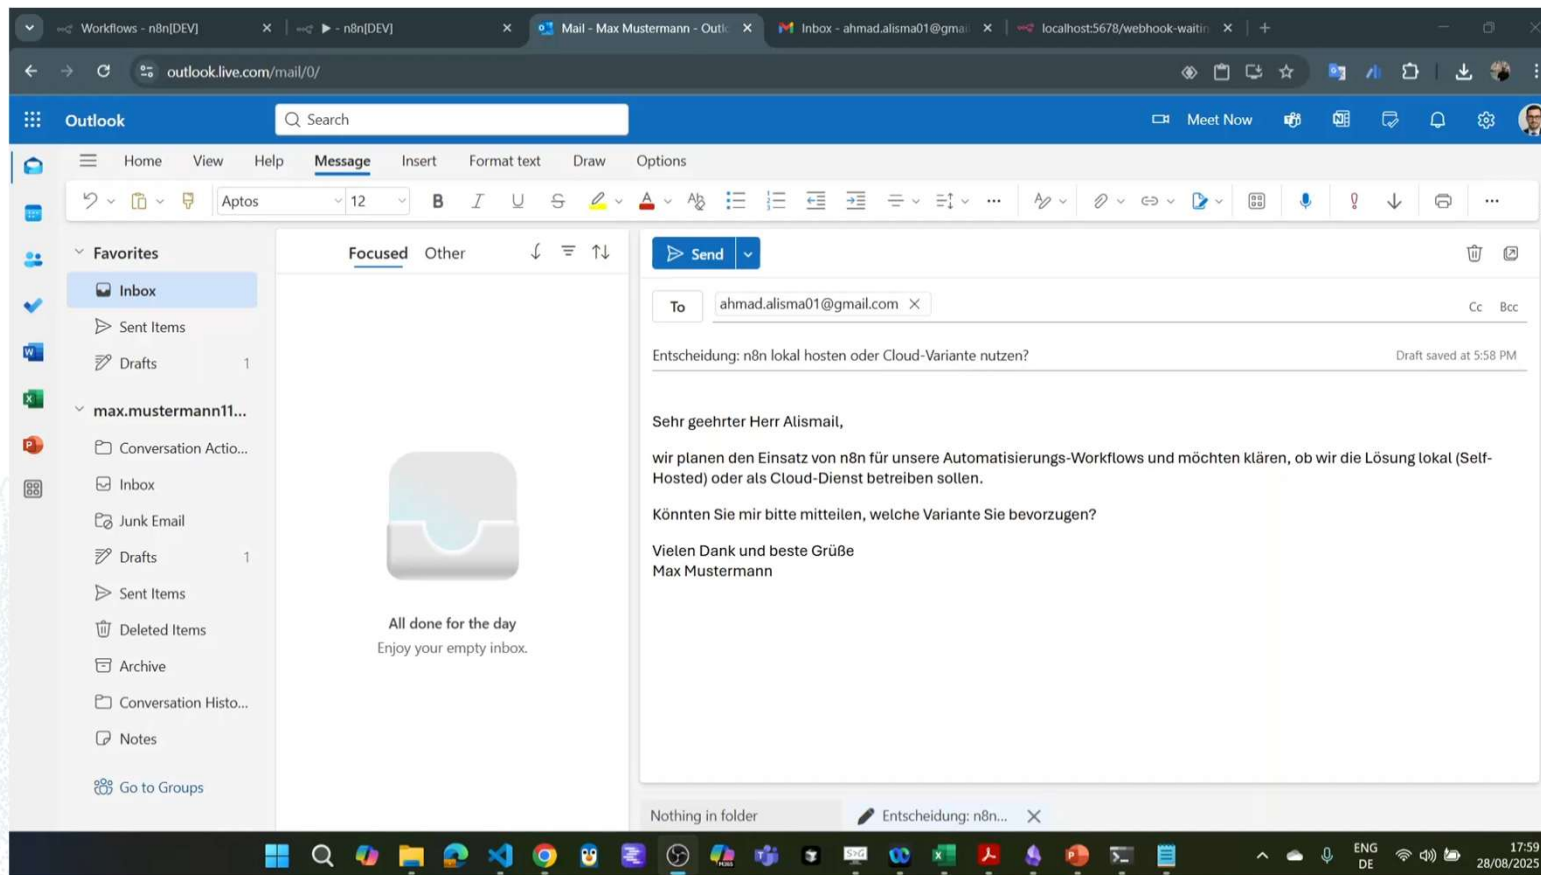 Workflows - n8n[DEV]
- n8n[DEV]
Mail - Max Mustermann - Outlo
Inbox - ahmad.alisma01@gmai
localhost:5678/webhook-waitin
outlook.live.com/mail/0/
Outlook
Search
Meet Now
Home View Help Message Insert Format text Draw Options
Aptos 12
Favorites
Inbox
Sent Items
Drafts 1
max.mustermann11...
Conversation Actio...
Inbox
Junk Email
Drafts 1
Sent Items
Deleted Items
Archive
Conversation Histo...
Notes
Go to Groups
Focused Other
All done for the day
Enjoy your empty inbox.
Send
To ahmad.alisma01@gmail.com Cc Bcc
Entscheidung: n8n lokal hosten oder Cloud-Variante nutzen? Draft saved at 5:58 PM
Sehr geehrter Herr Alismail,
wir planen den Einsatz von n8n für unsere Automatisierungs-Workflows und möchten klären, ob wir die Lösung lokal (Self-
Hosted) oder als Cloud-Dienst betreiben sollen.
Könnten Sie mir bitte mitteilen, welche Variante Sie bevorzugen?
Vielen Dank und beste Grüße
Max Mustermann
Nothing in folder
Entscheidung: n8n...
ENG
DE
17:59
28/08/2025